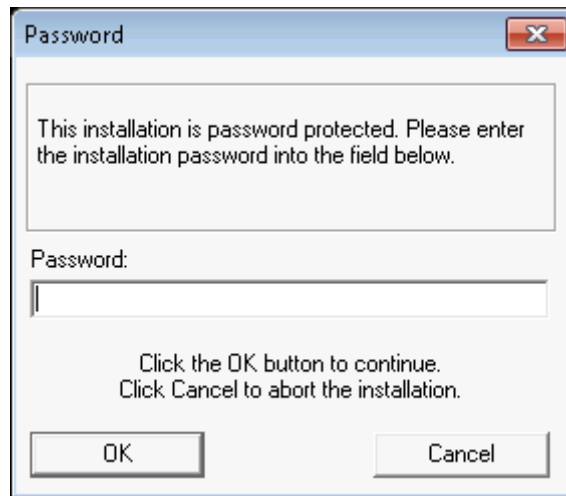 Password
This installation is password protected. Please enter
the installation password into the field below.
Password:
Click the OK button to continue.
Click Cancel to abort the installation.
OK
Cancel